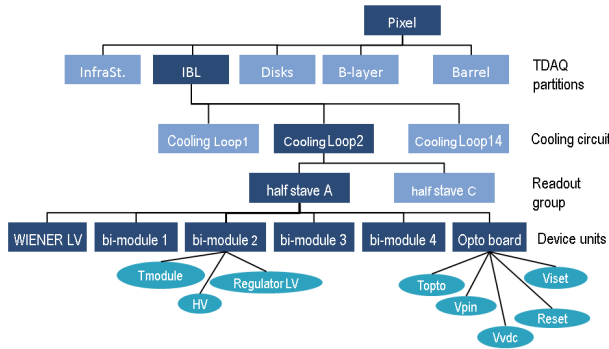 Pixel
InfraSt.
IBL
Disks
B-layer
Barrel
TDAQ
partitions
Cooling Loop1
Cooling Loop2
Cooling Loop14
Cooling circuit
half stave A
half stave C
Readout
group
WIENER LV
bi-module 1
bi-module 2
bi-module 3
bi-module 4
Opto board
Device units
Tmodule
HV
Regulator LV
Topto
Vpin
Vvdc
Reset
Viset